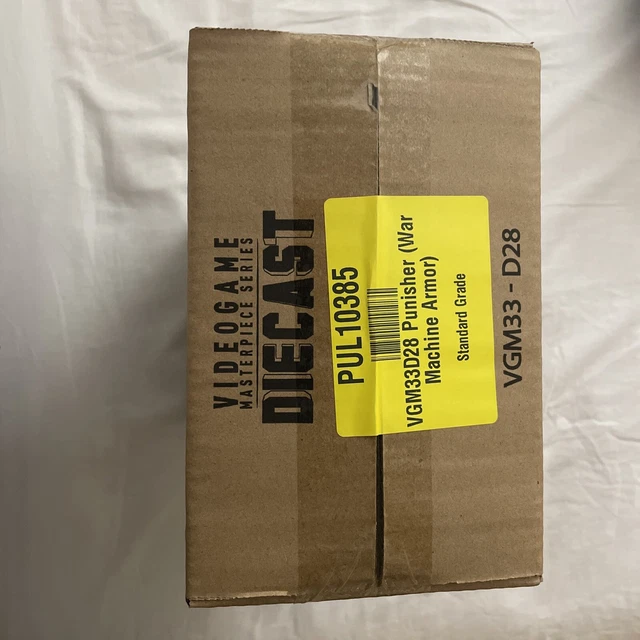 VIDEOGAME
MASTERPIECE SERIES
DIECAST
PUL10385
VGM33D28 Punisher (War
Machine Armor)
Standard Grade
VGM33 - D28